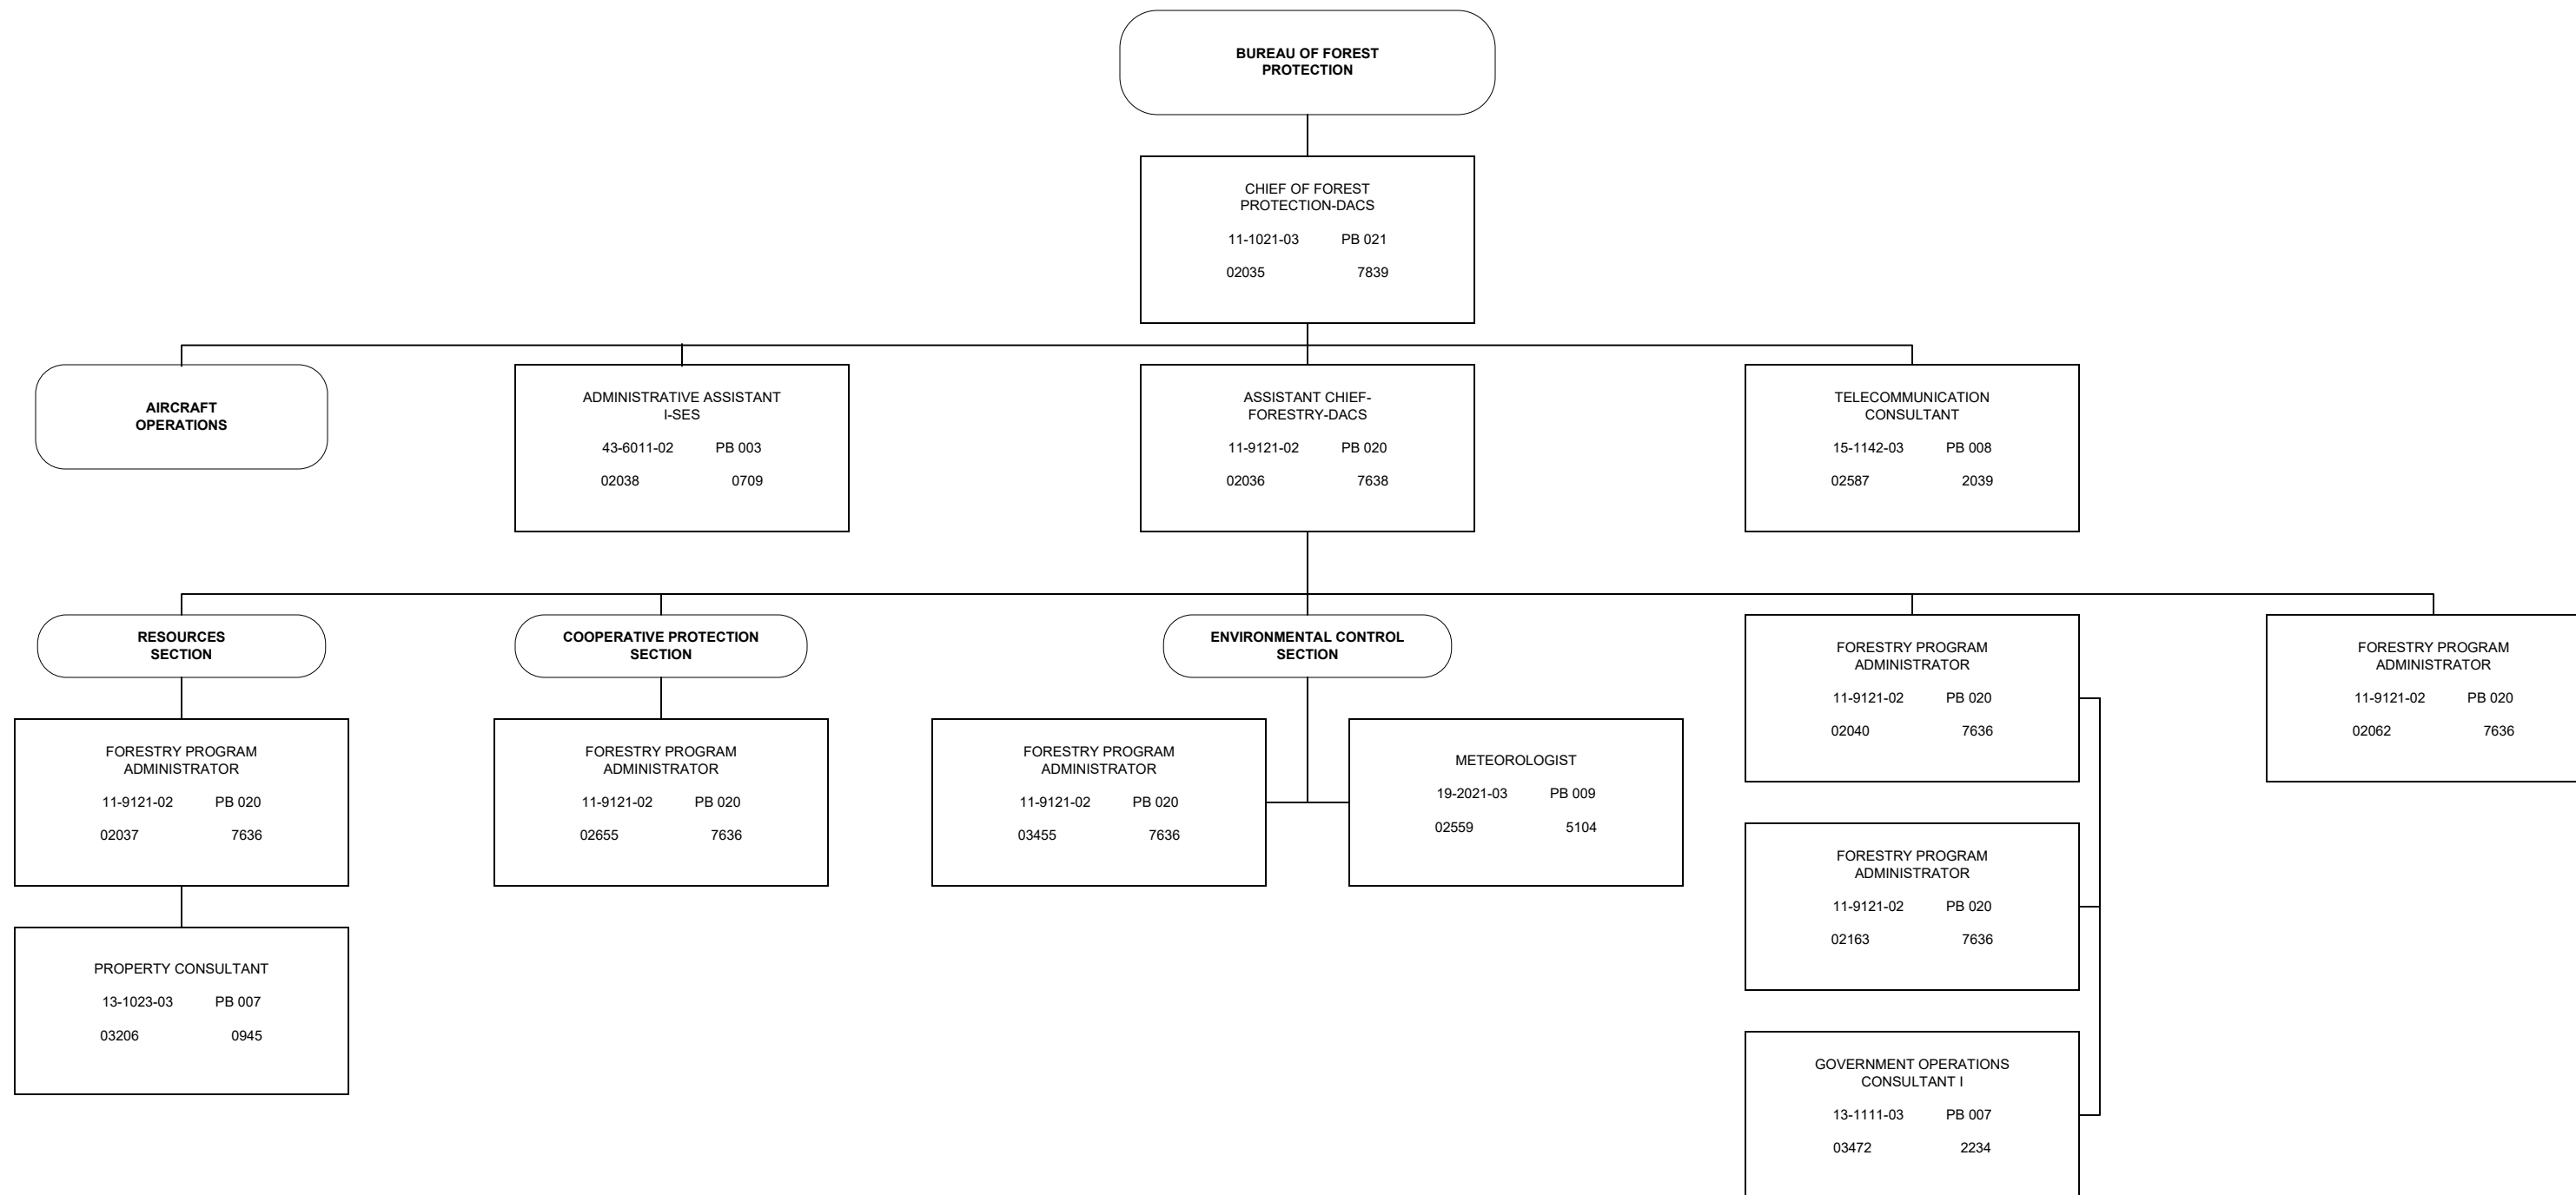 BUREAU OF FOREST
PROTECTION
CHIEF OF FOREST
PROTECTION-DACS
11-1021-03 PB 021
02035 7839
AIRCRAFT
OPERATIONS
ADMINISTRATIVE ASSISTANT
I-SES
43-6011-02 PB 003
02038 0709
ASSISTANT CHIEF-
FORESTRY-DACS
11-9121-02 PB 020
02036 7638
TELECOMMUNICATION
CONSULTANT
15-1142-03 PB 008
02587 2039
RESOURCES
SECTION
COOPERATIVE PROTECTION
SECTION
ENVIRONMENTAL CONTROL
SECTION
FORESTRY PROGRAM
ADMINISTRATOR
11-9121-02 PB 020
02040 7636
FORESTRY PROGRAM
ADMINISTRATOR
11-9121-02 PB 020
02062 7636
FORESTRY PROGRAM
ADMINISTRATOR
11-9121-02 PB 020
02037 7636
FORESTRY PROGRAM
ADMINISTRATOR
11-9121-02 PB 020
02655 7636
FORESTRY PROGRAM
ADMINISTRATOR
11-9121-02 PB 020
03455 7636
METEOROLOGIST
19-2021-03 PB 009
02559 5104
FORESTRY PROGRAM
ADMINISTRATOR
11-9121-02 PB 020
02163 7636
PROPERTY CONSULTANT
13-1023-03 PB 007
03206 0945
GOVERNMENT OPERATIONS
CONSULTANT I
13-1111-03 PB 007
03472 2234